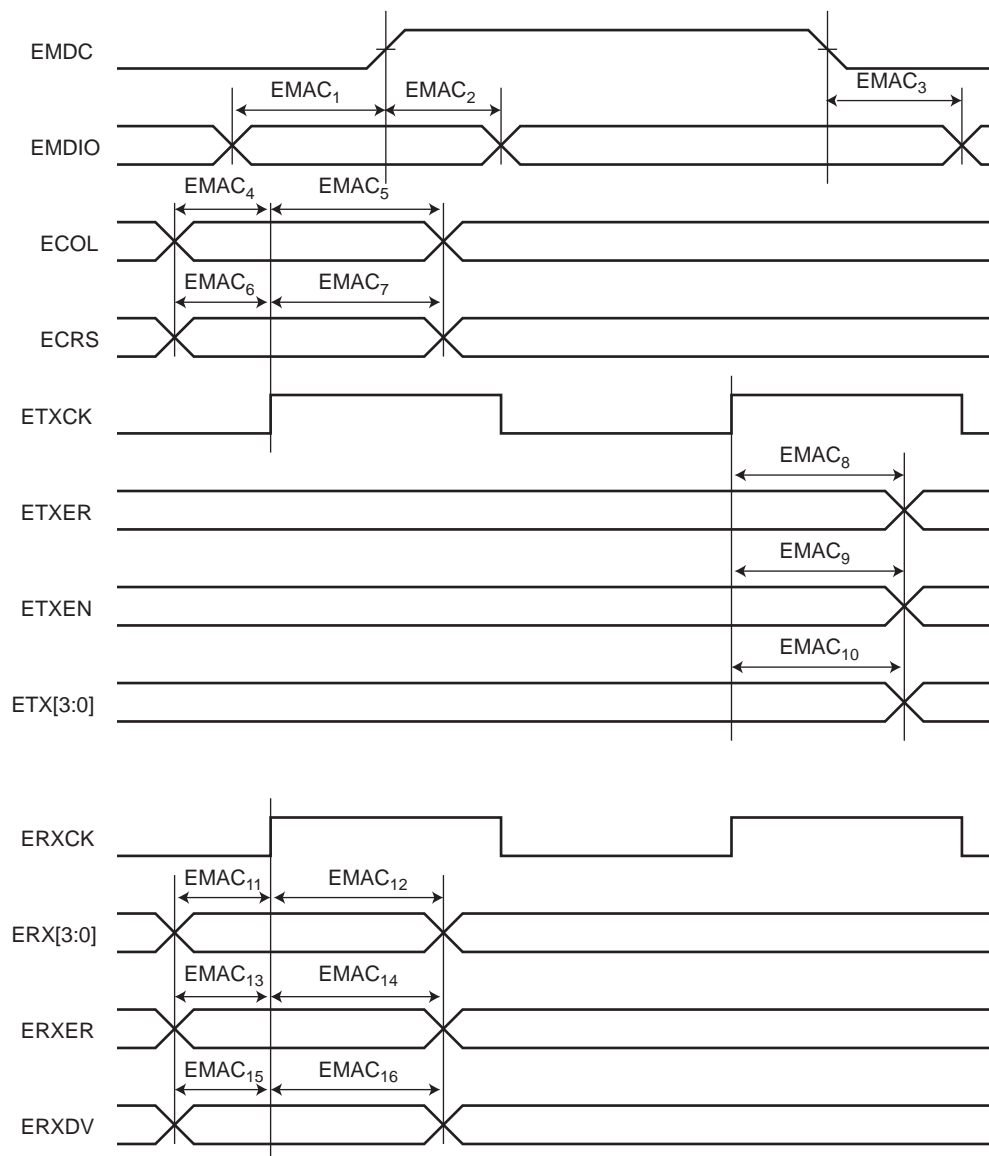 EMDC
EMAC1 EMAC2 EMAC3
EMDIO
EMAC4 EMAC5
ECOL
EMAC6 EMAC7
ECRS
ETXCK
EMAC8
ETXER
EMAC9
ETXEN
EMAC10
ETX[3:0]
ERXCK
EMAC11 EMAC12
ERX[3:0]
EMAC13 EMAC14
ERXER
EMAC15 EMAC16
ERXDV